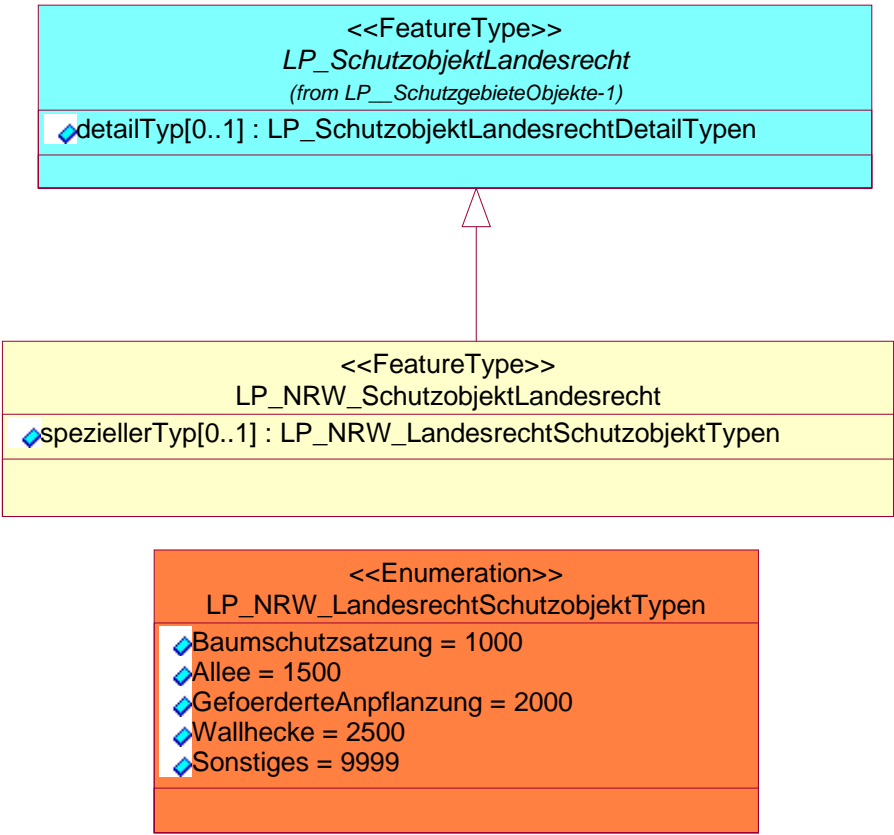 <<FeatureType>>
LP_SchutzobjektLandesrecht
(from LP__SchutzgebieteObjekte-1)
detailTyp[0..1] : LP_SchutzobjektLandesrechtDetailTypen
<<FeatureType>>
LP_NRW_SchutzobjektLandesrecht
speziellerTyp[0..1] : LP_NRW_LandesrechtSchutzobjektTypen
<<Enumeration>>
LP_NRW_LandesrechtSchutzobjektTypen
Baumschutzsatzung = 1000
Allee = 1500
GefoerderteAnpflanzung = 2000
Wallhecke = 2500
Sonstiges = 9999